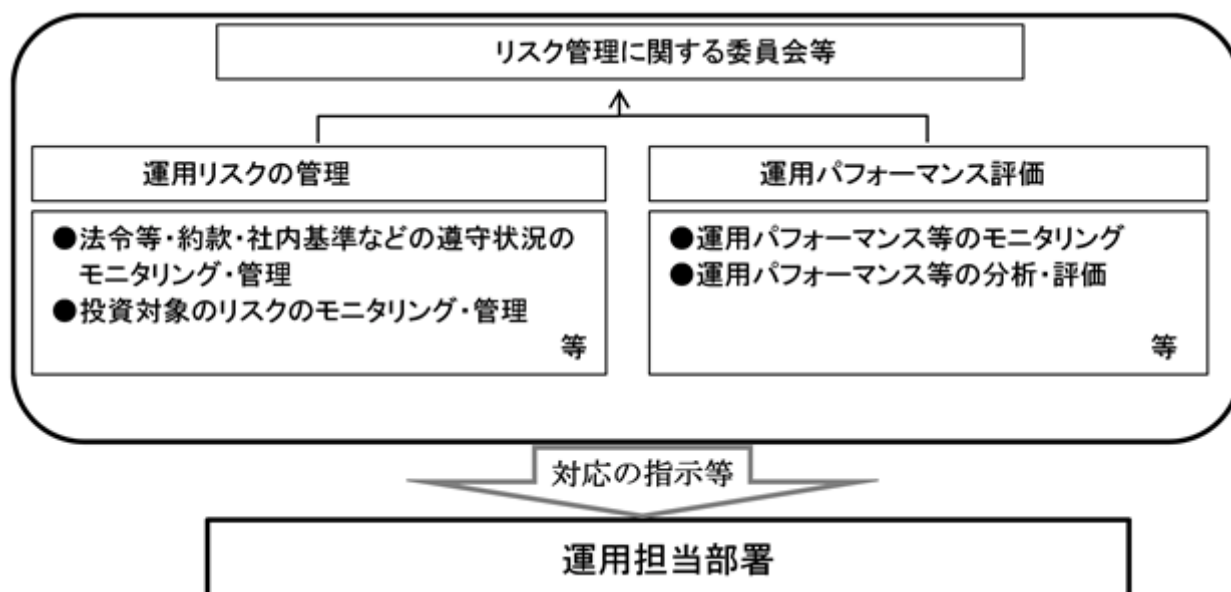 リスク管理に関する委員会等
運用リスクの管理
運用パフォーマンス評価
●法令等・約款・社内基準などの遵守状況の
モニタリング・管理
●投資対象のリスクのモニタリング・管理
等
●運用パフォーマンス等のモニタリング
●運用パフォーマンス等の分析・評価
等
対応の指示等
運用担当部署